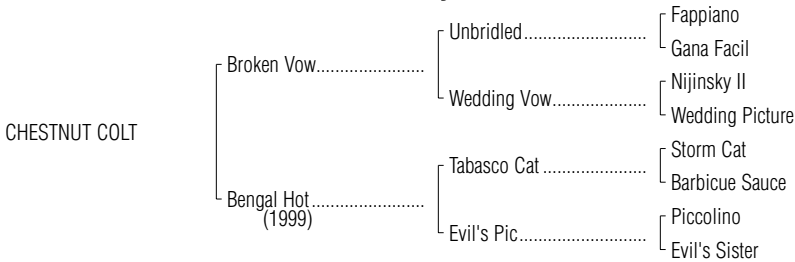 Fappiano
Unbridled.............................
Gana Facil
Broken Vow.......................
Nijinsky II
Wedding Vow......................
Wedding Picture
CHESTNUT COLT
Storm Cat
Tabasco Cat ........................
Barbicue Sauce
Bengal Hot..........................
(1999)
Piccolino
Evil's Pic..............................
Evil's Sister